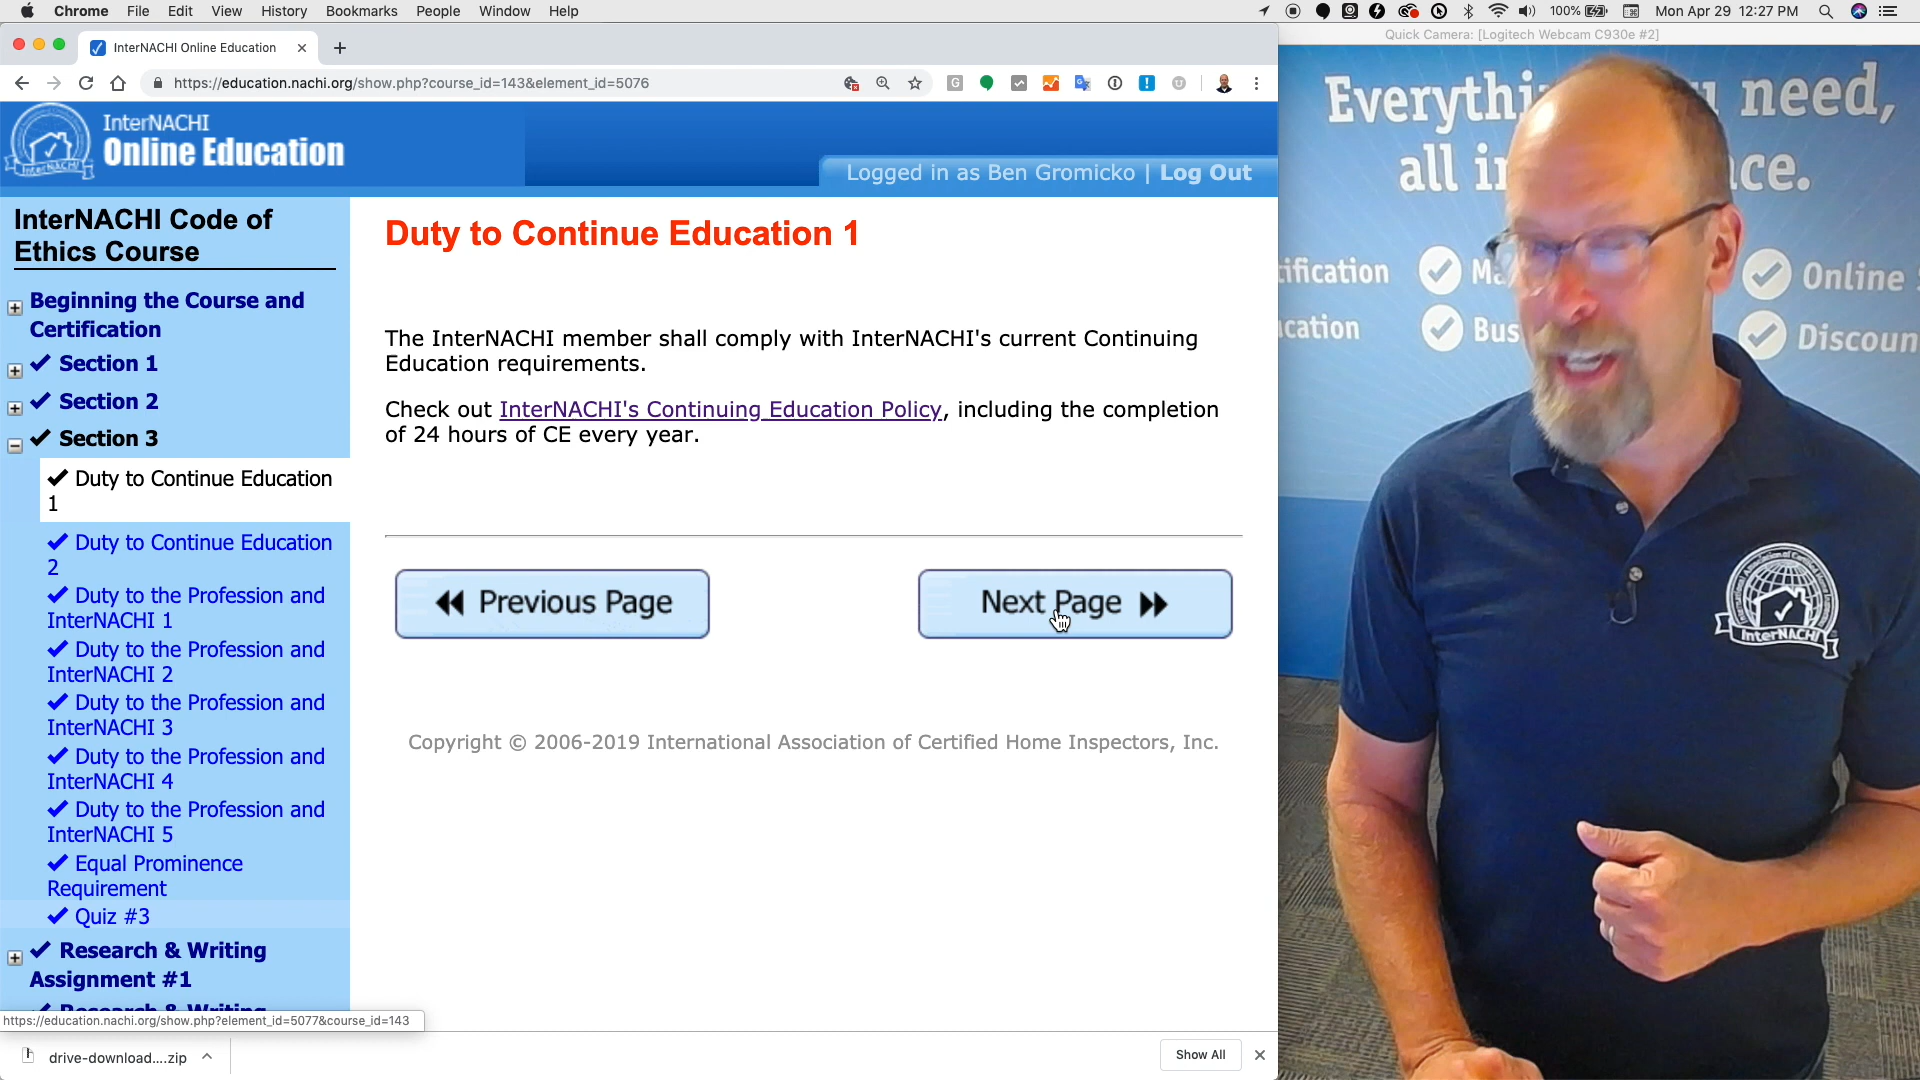 Chrome File Edit View History Bookmarks People Window Help
100% Mon Apr 29 12:27 PM
Quick Camera: [Logitech Webcam C930e #2]
InterNACHI Online Education
https://education.nachi.org/show.php?course_id=143&element_id=5076
InterNACHI
Online Education
Logged in as Ben Gromicko | Log Out
InterNACHI Code of
Ethics Course
Beginning the Course and
Certification
Section 1
Section 2
Section 3
Duty to Continue Education
1
Duty to Continue Education
2
Duty to the Profession and
InterNACHI 1
Duty to the Profession and
InterNACHI 2
Duty to the Profession and
InterNACHI 3
Duty to the Profession and
InterNACHI 4
Duty to the Profession and
InterNACHI 5
Equal Prominence
Requirement
Quiz #3
Research & Writing
Assignment #1
Research & Writing
https://education.nachi.org/show.php?element_id=5077&course_id=143
Duty to Continue Education 1
The InterNACHI member shall comply with InterNACHI's current Continuing
Education requirements.
Check out InterNACHI's Continuing Education Policy, including the completion
of 24 hours of CE every year.
Previous Page
Next Page
Copyright © 2006-2019 International Association of Certified Home Inspectors, Inc.
drive-download....zip
Show All
need,
all
Online
Discoun
InterNACHI